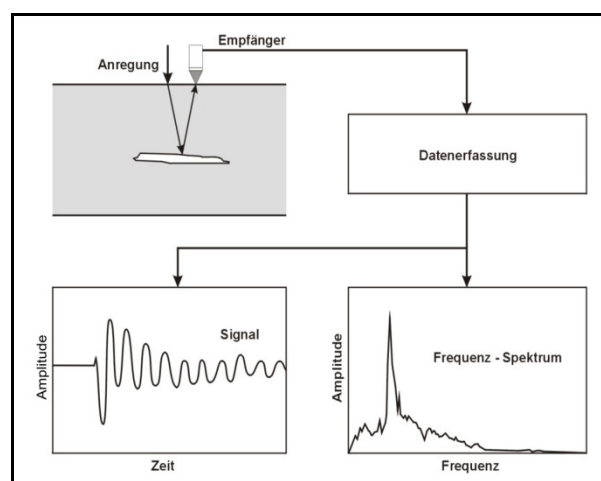 Empfänger
Anregung
Datenerfassung
Signal
Amplitude
Zeit
Frequenz - Spektrum
Amplitude
Frequenz